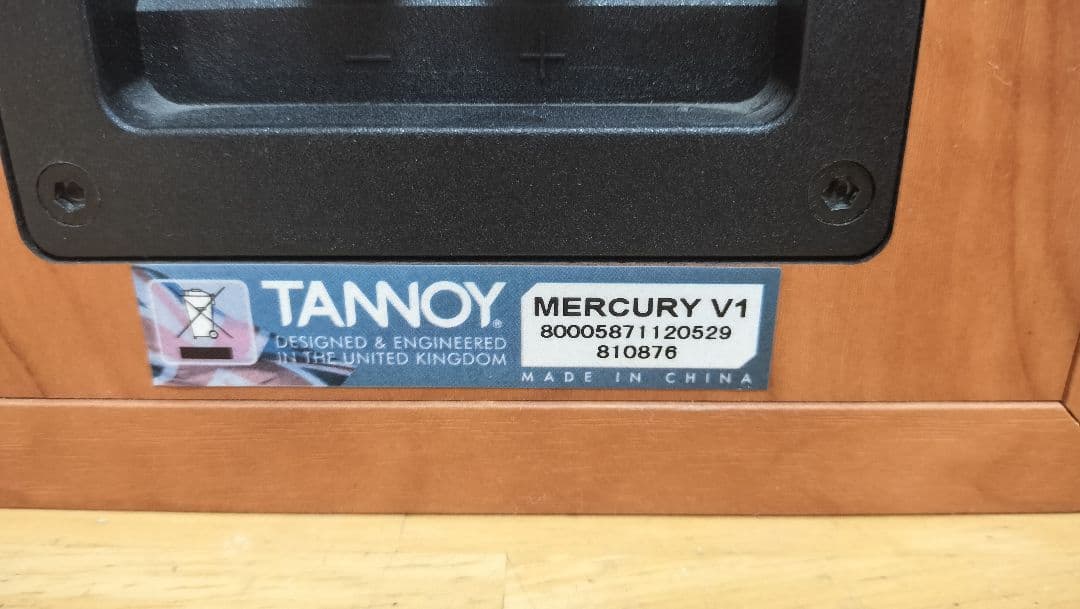 − +
TANNOY®
DESIGNED & ENGINEERED
IN THE UNITED KINGDOM
MERCURY V1
80005871120529
810876
MADE IN CHINA